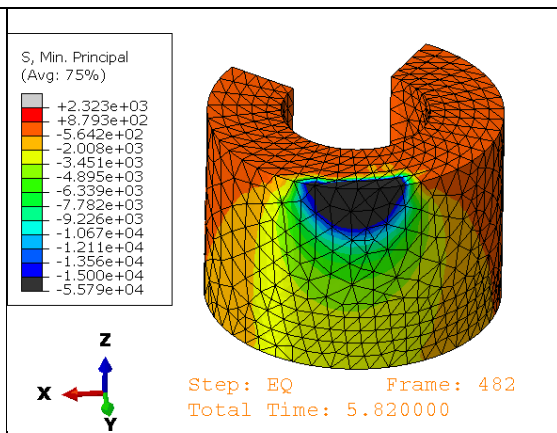 S, Min. Principal
(Avg: 75%)
+2.323e+03
+8.793e+02
-5.642e+02
-2.008e+03
-3.451e+03
-4.895e+03
-6.339e+03
-7.782e+03
-9.226e+03
-1.067e+04
-1.211e+04
-1.356e+04
-1.500e+04
-5.579e+04
Z
X
Y
Step: EQ Frame: 482
Total Time: 5.820000